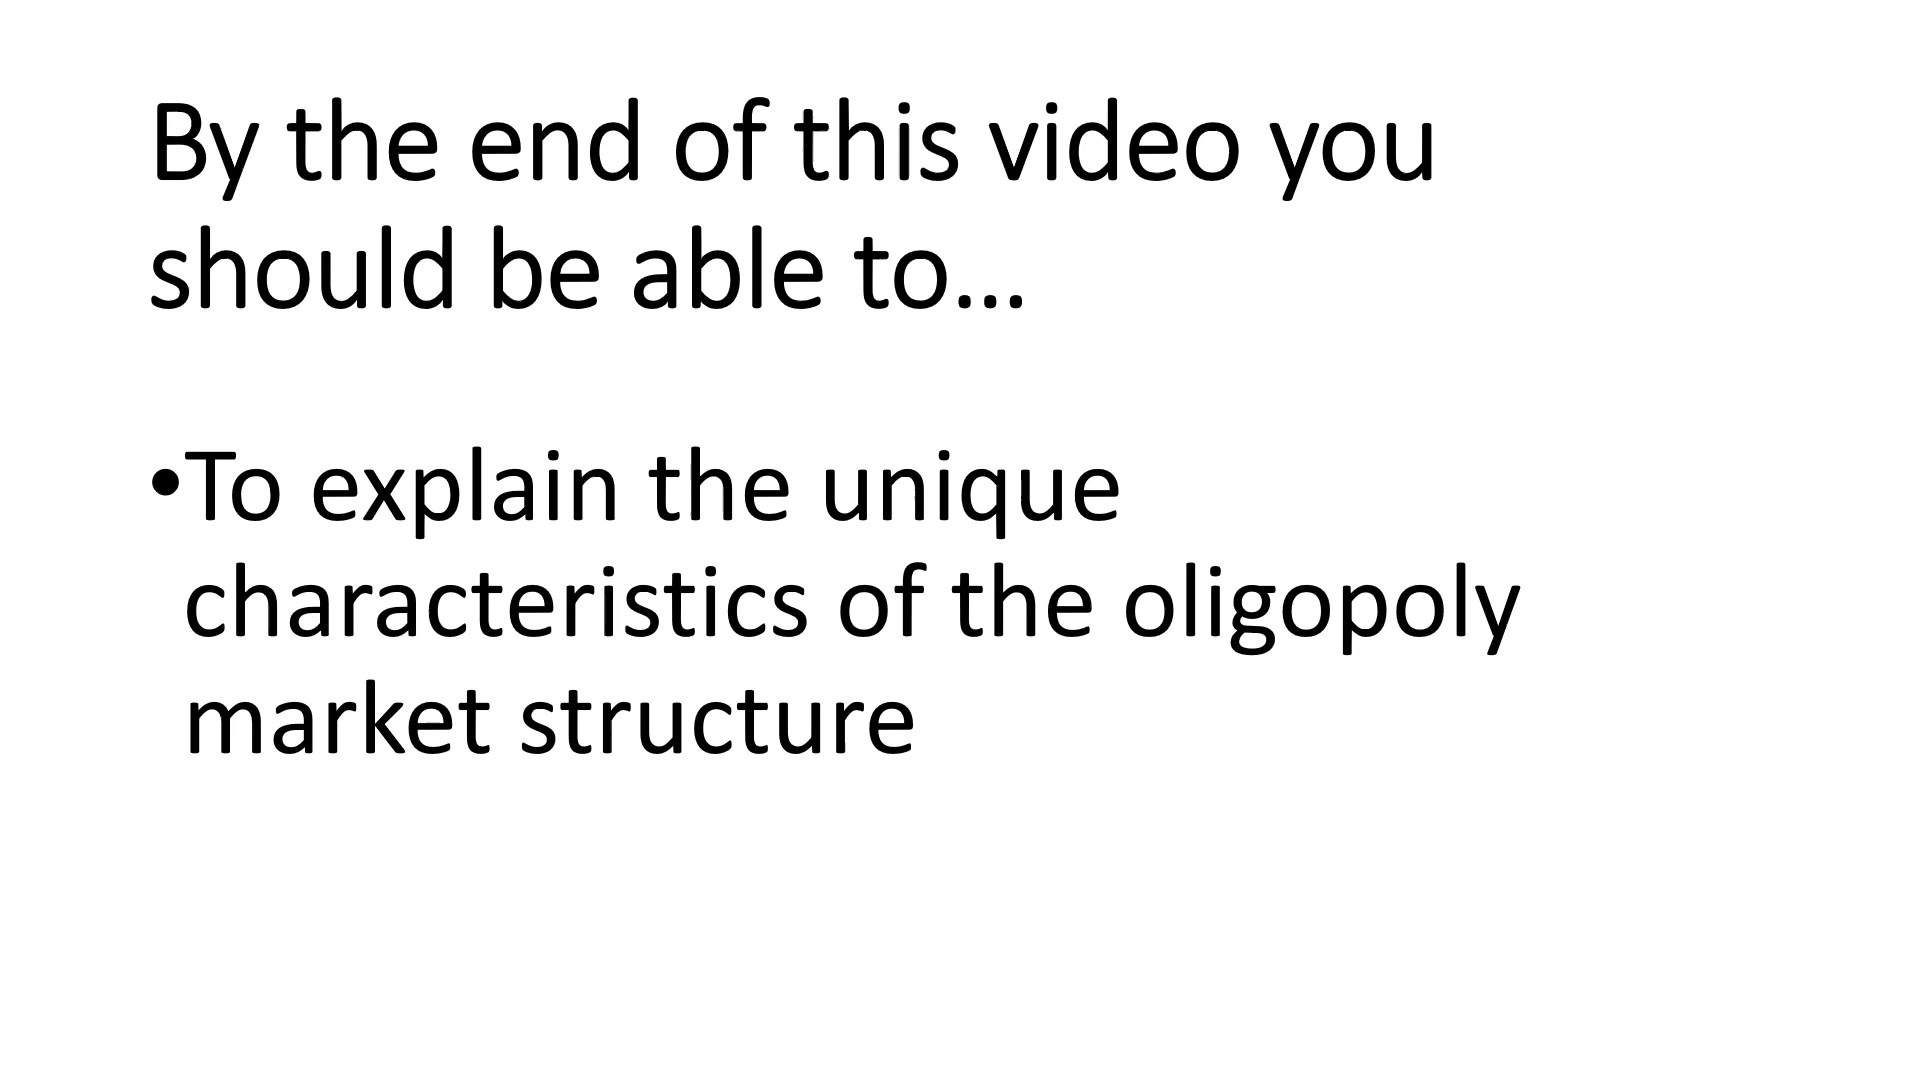 By the end of this video you
should be able to…
•To explain the unique
characteristics of the oligopoly
market structure